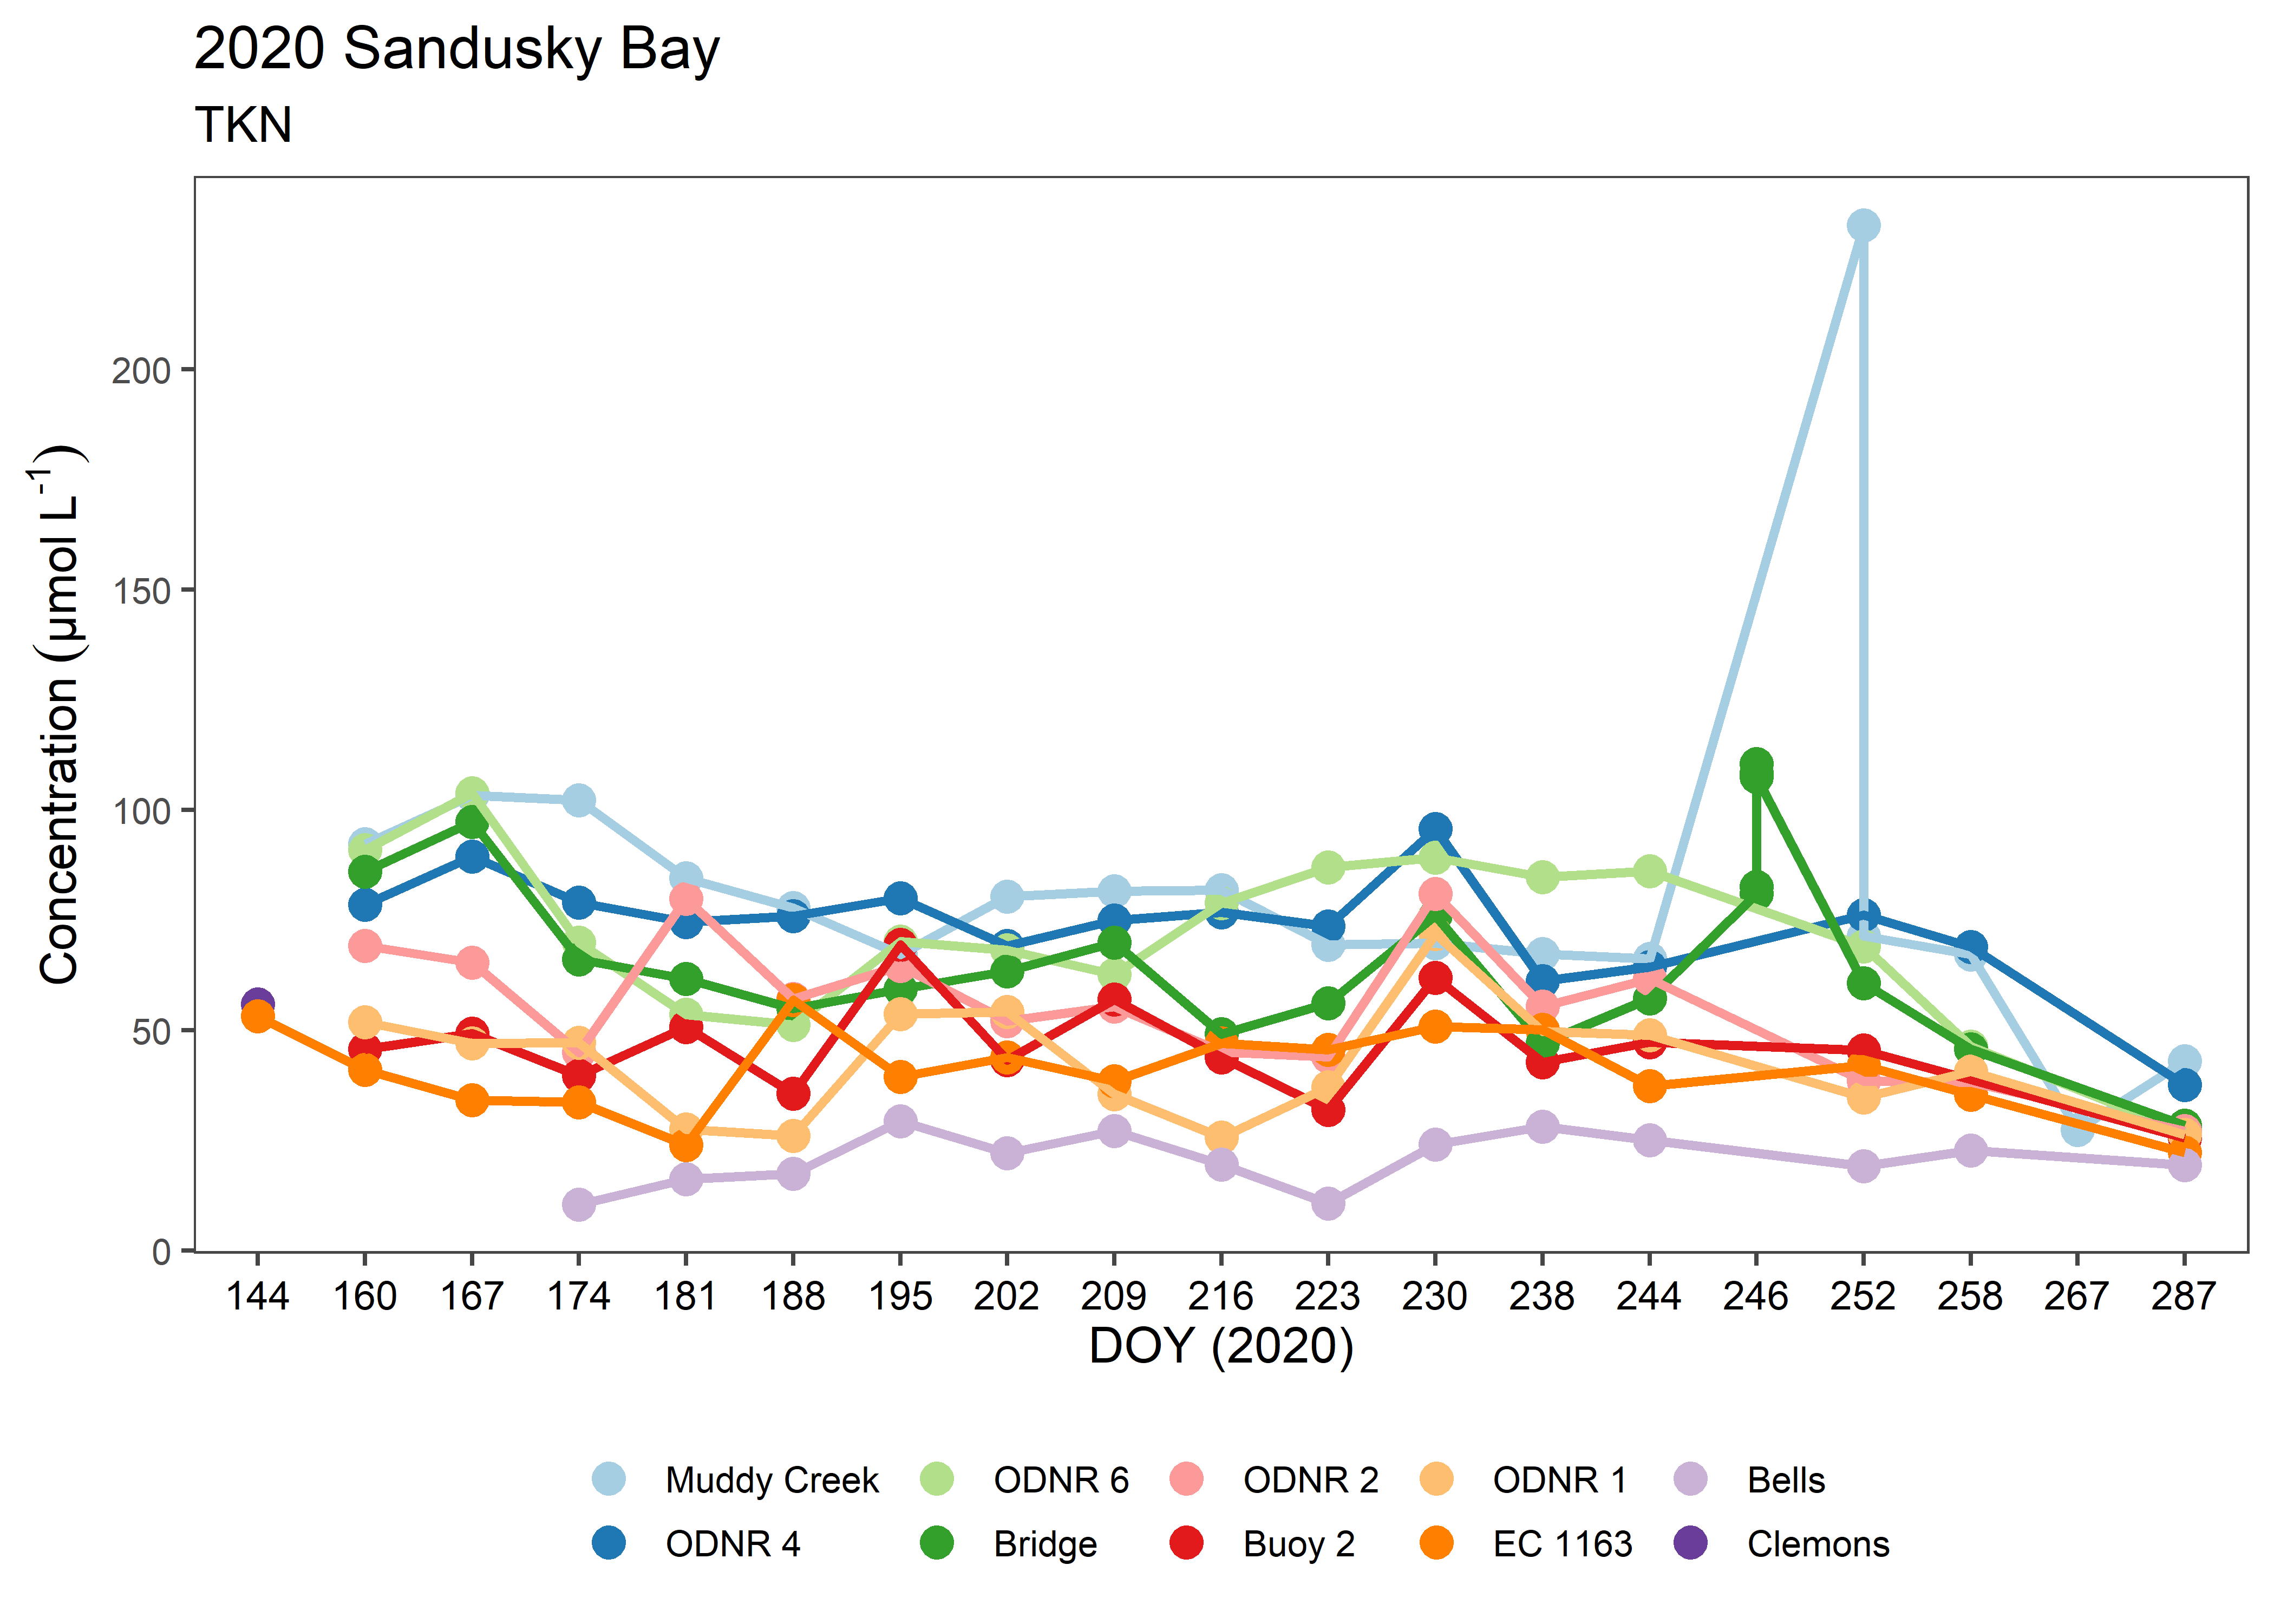 2020 Sandusky Bay
TKN
Concentration (µmol L⁻¹)
200
150
100
50
0
144 160 167 174 181 188 195 202 209 216 223 230 238 244 246 252 258 267 287
DOY (2020)
Muddy Creek ODNR 6 ODNR 2 ODNR 1 Bells
ODNR 4 Bridge Buoy 2 EC 1163 Clemons